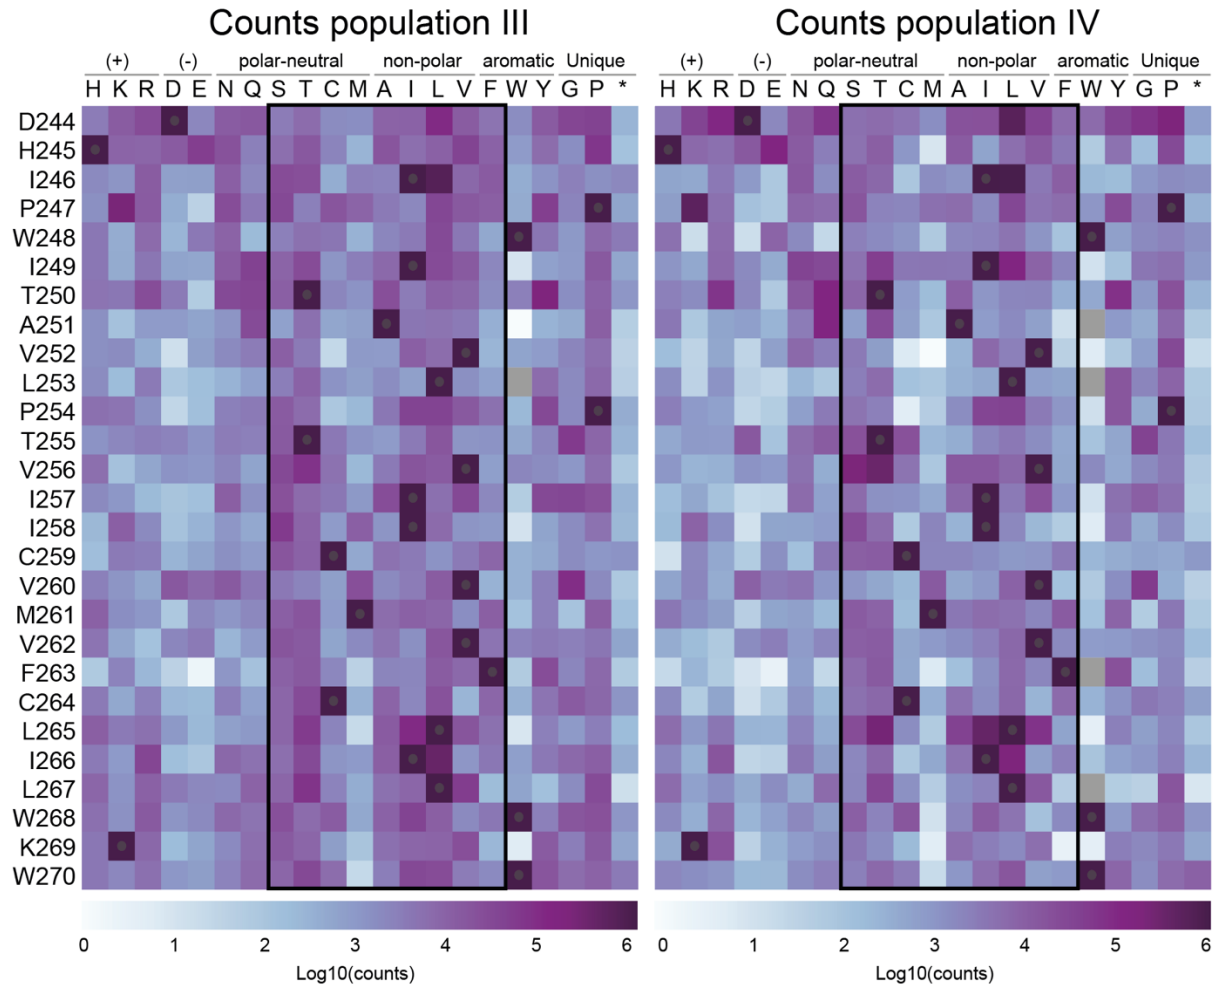 Counts population III Counts population IV
(+) (-) polar-neutral non-polar aromatic Unique (+) (-) polar-neutral non-polar aromatic Unique
H K R D E N Q S T C M A I L V F W Y G P * H K R D E N Q S T C M A I L V F W Y G P *
D244
H245
I246
P247
W248
I249
T250
A251
V252
L253
P254
T255
V256
I257
I258
C259
V260
M261
V262
F263
C264
L265
I266
L267
W268
K269
W270
0 1 2 3 4 5 6 0 1 2 3 4 5 6
Log10(counts) Log10(counts)